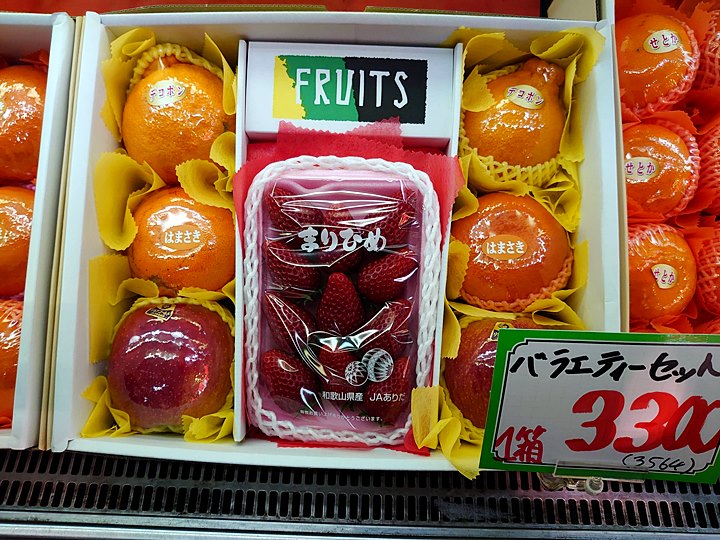 デコポン
はまさき
FRUITS
まりひめ
和歌山県産 JAありだ
デコポン
はまさき
せとか
せとか
せとか
バラエティーセット
1箱
3300
(3564)